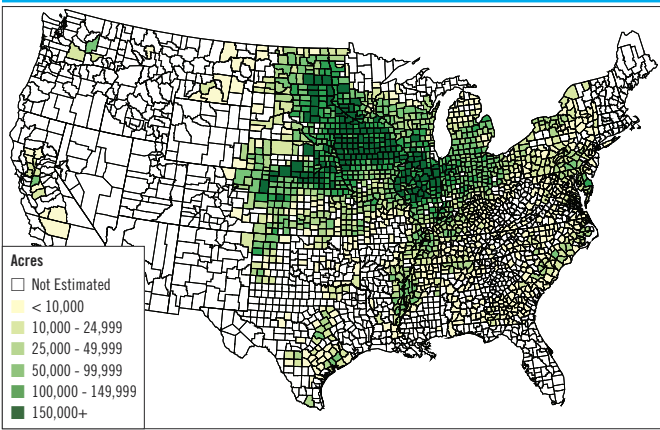 Acres
Not Estimated
< 10,000
10,000 - 24,999
25,000 - 49,999
50,000 - 99,999
100,000 - 149,999
150,000+